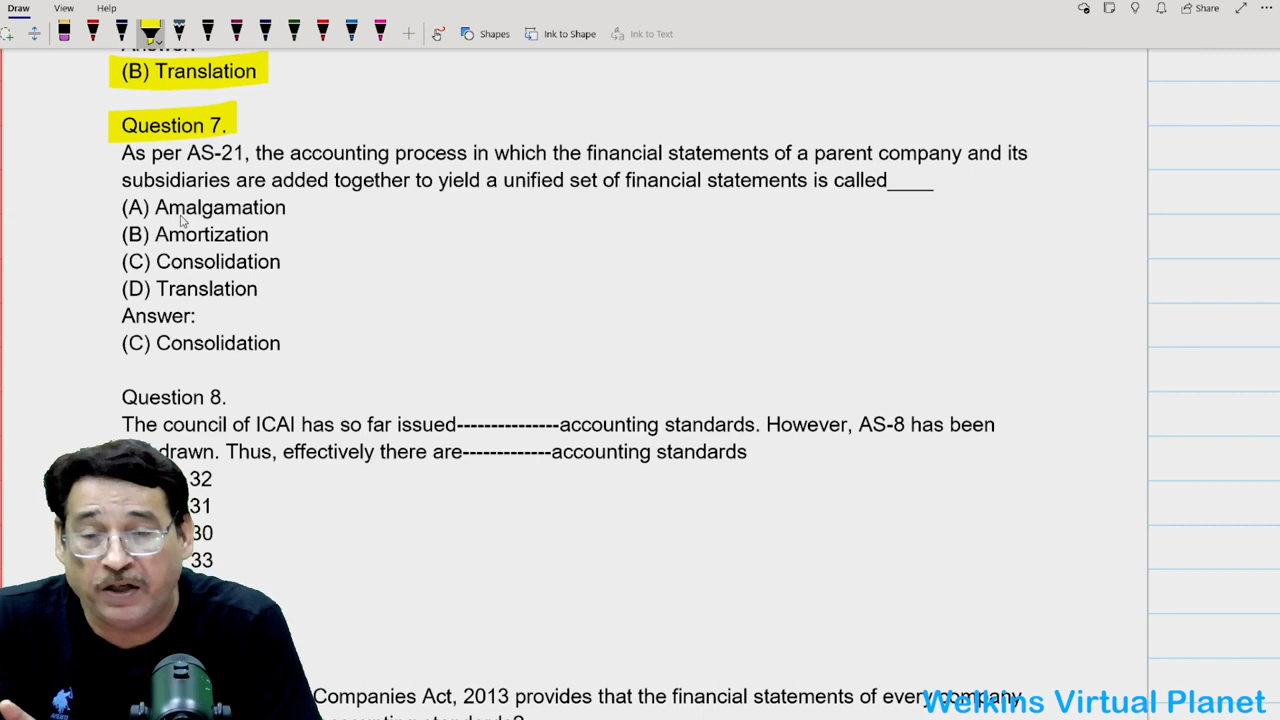 Draw View Help Share
Shapes Ink to Shape Ink to Text
(B) Translation
Question 7.
As per AS-21, the accounting process in which the financial statements of a parent company and its
subsidiaries are added together to yield a unified set of financial statements is called____
(A) Amalgamation
(B) Amortization
(C) Consolidation
(D) Translation
Answer:
(C) Consolidation
Question 8.
The council of ICAI has so far issued---------------accounting standards. However, AS-8 has been
drawn. Thus, effectively there are-------------accounting standards
32
31
30
33
Companies Act, 2013 provides that the financial statements of every company
accounting standards?
Welkins Virtual Planet